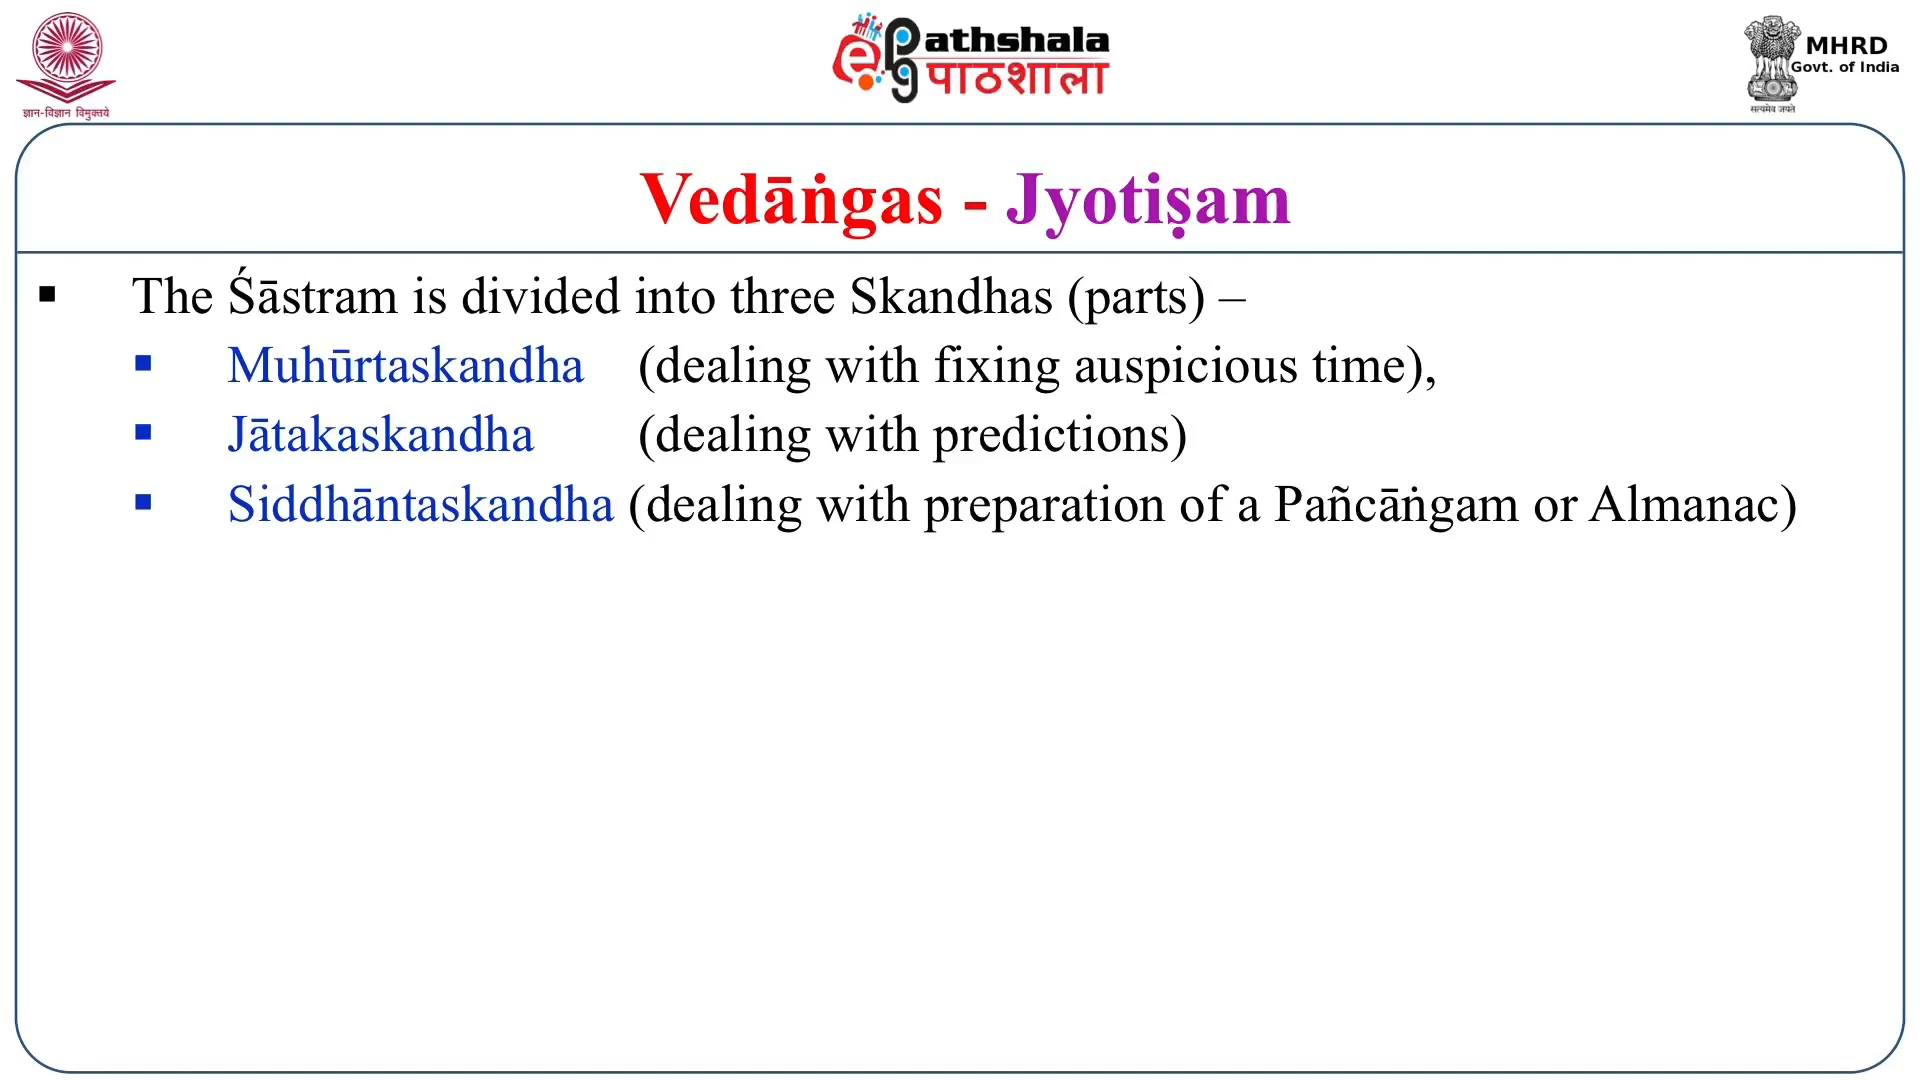 ज्ञान-विज्ञान विमुक्तये
Pathshala
पाठशाला
MHRD
Govt. of India
सत्यमेव जयते
Vedāṅgas - Jyotiṣam
▪ The Śāstram is divided into three Skandhas (parts) –
▪ Muhūrtaskandha (dealing with fixing auspicious time),
▪ Jātakaskandha (dealing with predictions)
▪ Siddhāntaskandha (dealing with preparation of a Pañcāṅgam or Almanac)